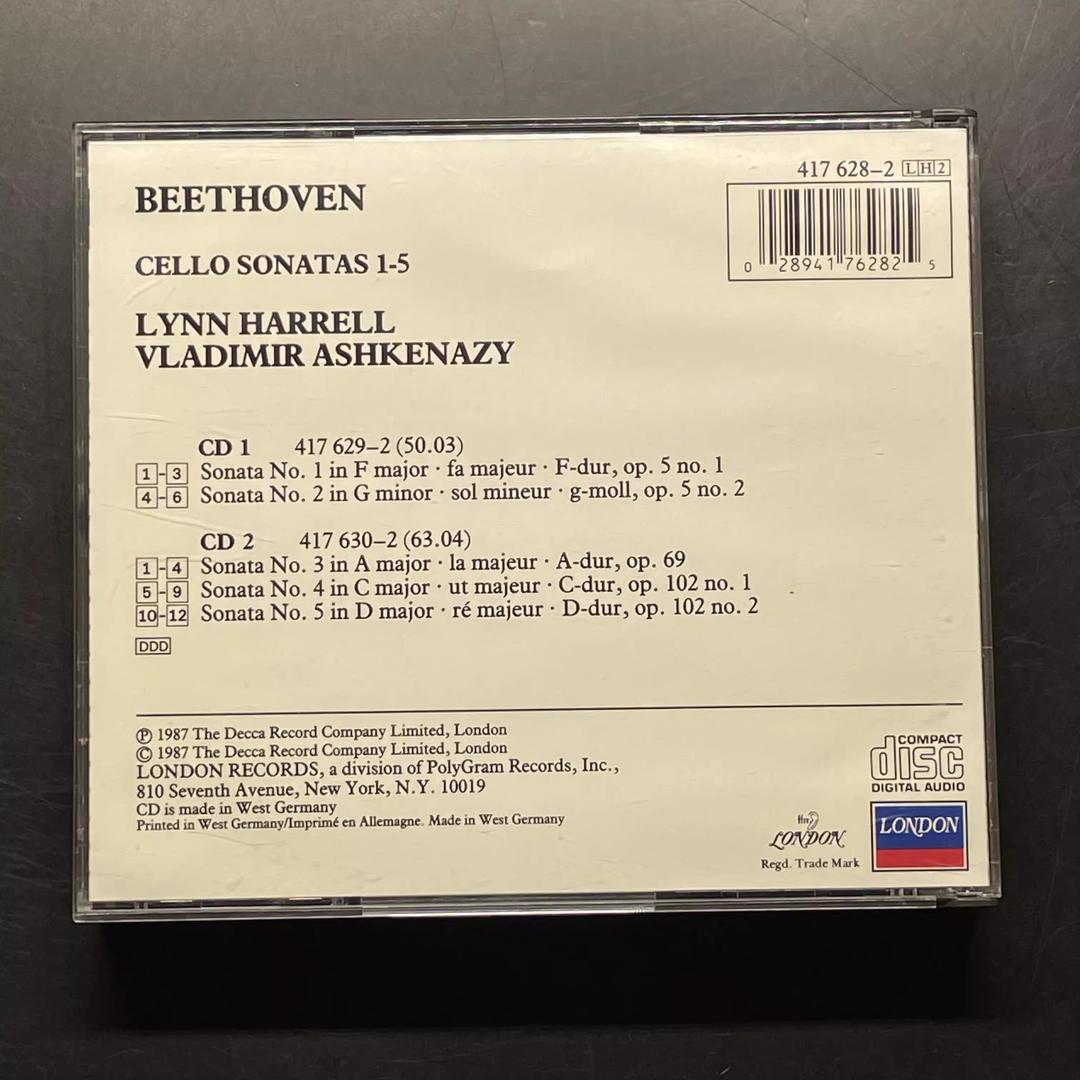 417 628–2 LH2
BEETHOVEN
0 28941 76282 5
CELLO SONATAS 1-5
LYNN HARRELL
VLADIMIR ASHKENAZY
CD 1 417 629–2 (50.03)
1-3 Sonata No. 1 in F major · fa majeur · F-dur, op. 5 no. 1
4-6 Sonata No. 2 in G minor · sol mineur · g-moll, op. 5 no. 2
CD 2 417 630–2 (63.04)
1-4 Sonata No. 3 in A major · la majeur · A-dur, op. 69
5-9 Sonata No. 4 in C major · ut majeur · C-dur, op. 102 no. 1
10-12 Sonata No. 5 in D major · ré majeur · D-dur, op. 102 no. 2
DDD
℗ 1987 The Decca Record Company Limited, London
© 1987 The Decca Record Company Limited, London
LONDON RECORDS, a division of PolyGram Records, Inc.,
810 Seventh Avenue, New York, N.Y. 10019
CD is made in West Germany
Printed in West Germany/Imprimé en Allemagne. Made in West Germany
COMPACT
disc
DIGITAL AUDIO
ffrr
LONDON
Regd. Trade Mark
LONDON